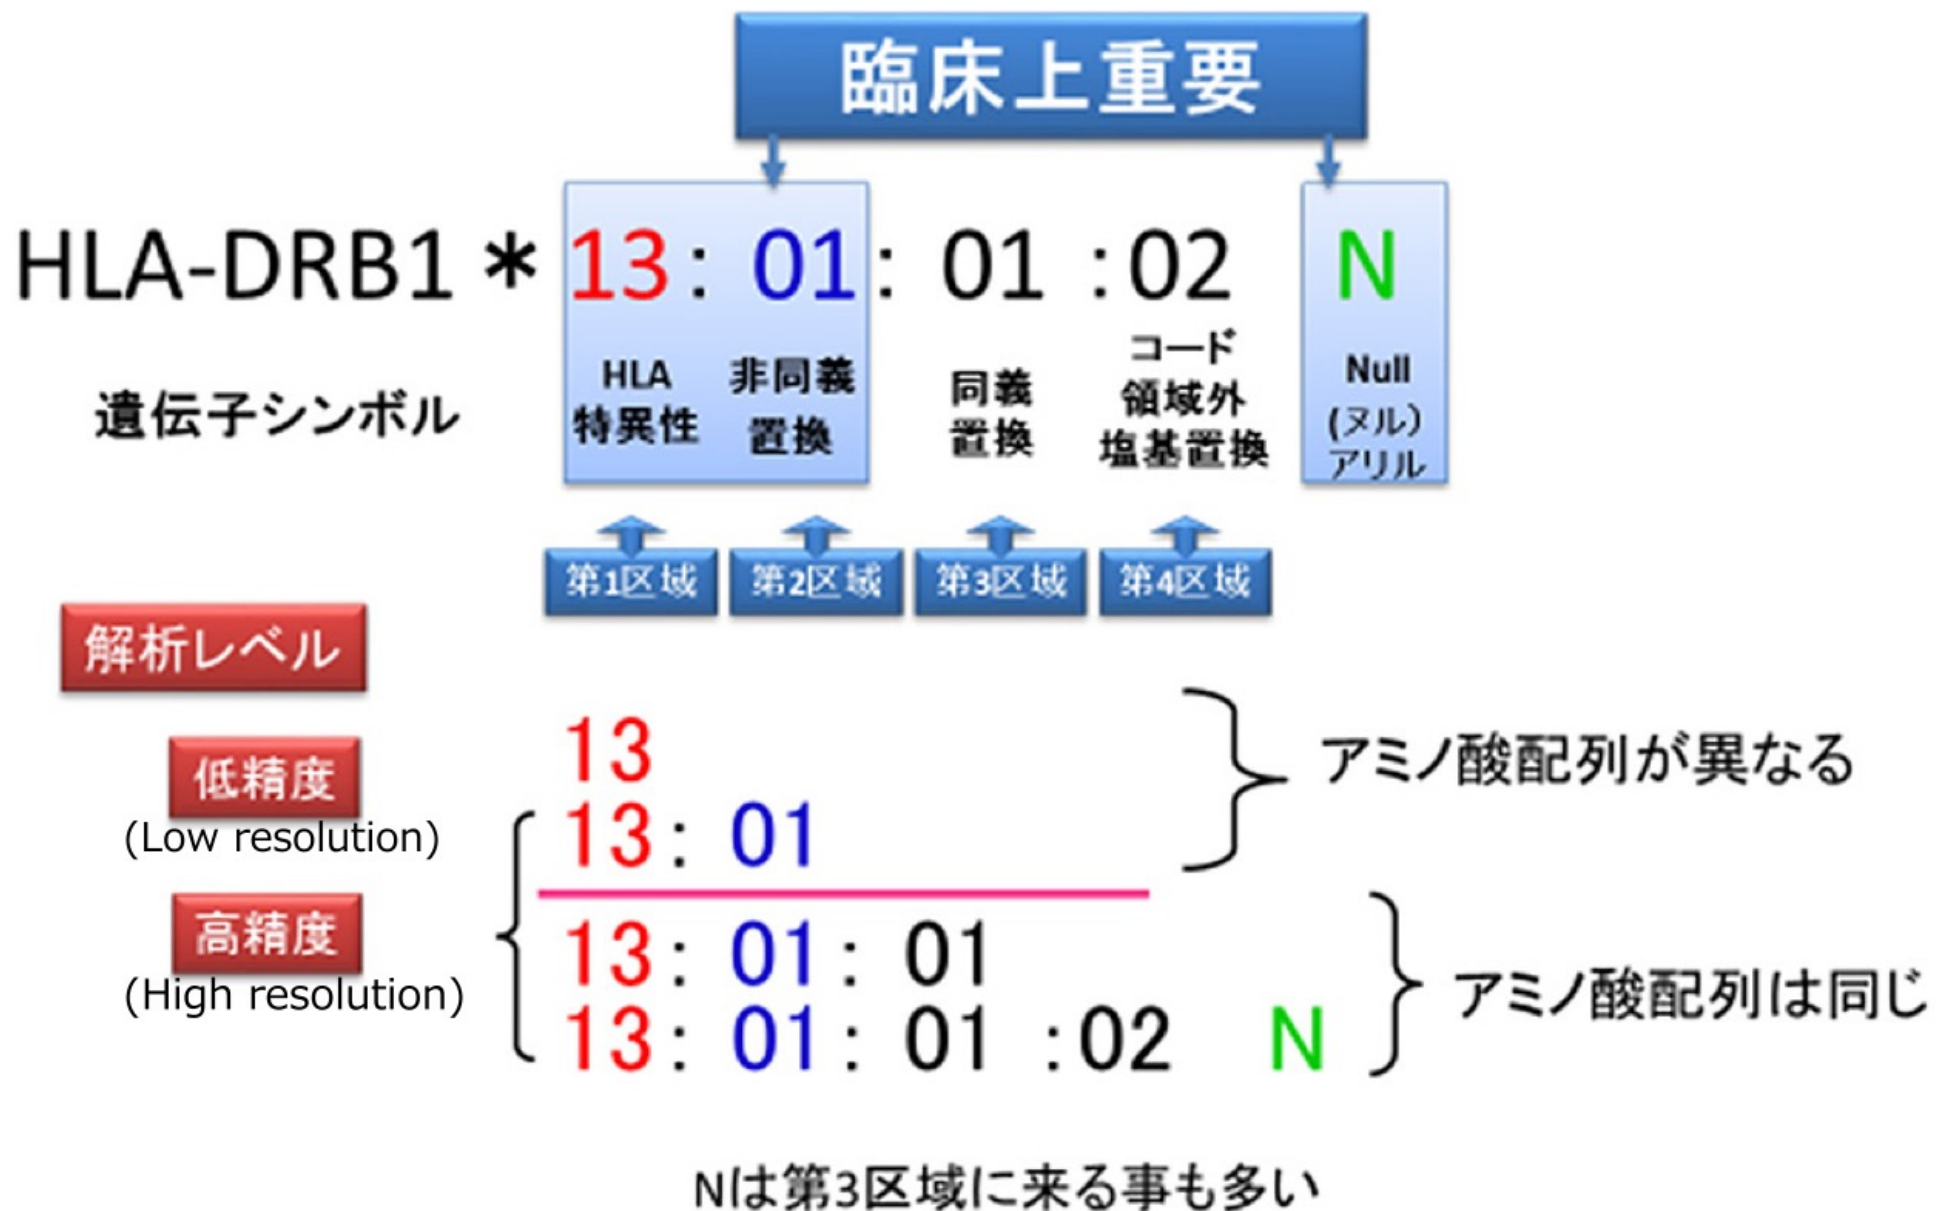 臨床上重要
HLA-DRB1 * 13 : 01 : 01 : 02 N
遺伝子シンボル
HLA
特異性
非同義
置換
同義
置換
コード
領域外
塩基置換
Null
(ヌル)
アリル
第1区域
第2区域
第3区域
第4区域
解析レベル
低精度
(Low resolution)
高精度
(High resolution)
13
13 : 01
アミノ酸配列が異なる
13 : 01 : 01
13 : 01 : 01 : 02 N
アミノ酸配列は同じ
Nは第3区域に来る事も多い